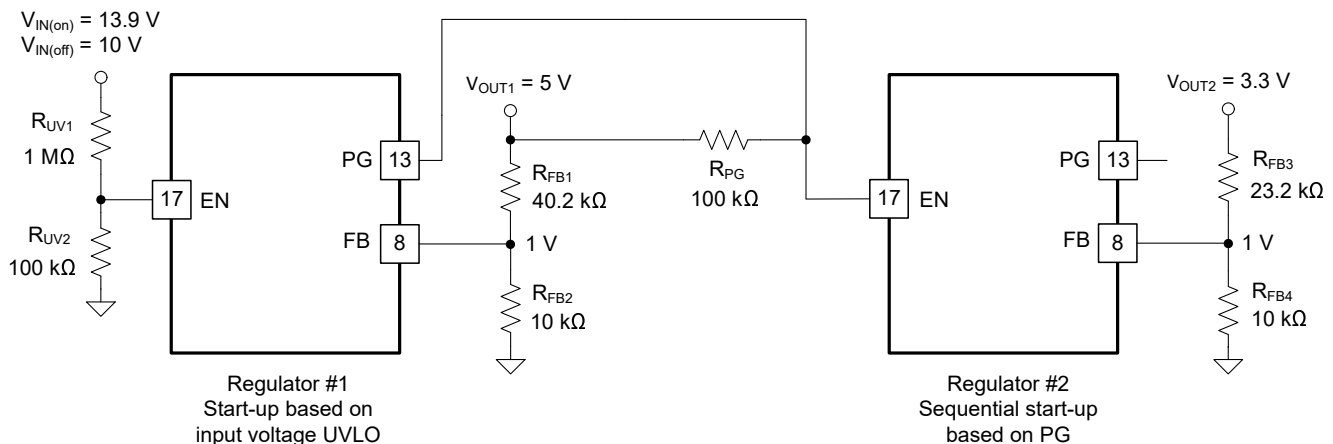 VIN(on) = 13.9 V
VIN(off) = 10 V
RUV1
1 MΩ
RUV2
100 kΩ
17
EN
PG
13
FB
8
Regulator #1
Start-up based on
input voltage UVLO
VOUT1 = 5 V
RFB1
40.2 kΩ
1 V
RFB2
10 kΩ
RPG
100 kΩ
17
EN
PG
13
FB
8
Regulator #2
Sequential start-up
based on PG
VOUT2 = 3.3 V
RFB3
23.2 kΩ
1 V
RFB4
10 kΩ